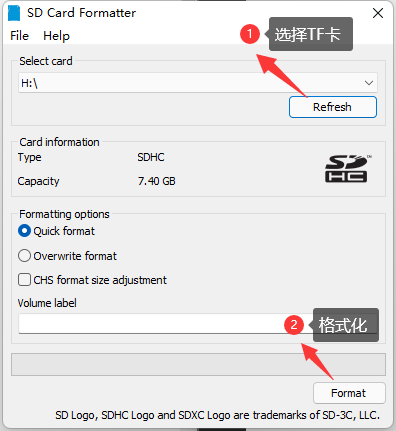 SD Card Formatter
File Help
1 选择TF卡
Select card
H:\
Refresh
Card information
Type SDHC
Capacity 7.40 GB
SD HC
Formatting options
Quick format
Overwrite format
CHS format size adjustment
Volume label
2 格式化
Format
SD Logo, SDHC Logo and SDXC Logo are trademarks of SD-3C, LLC.